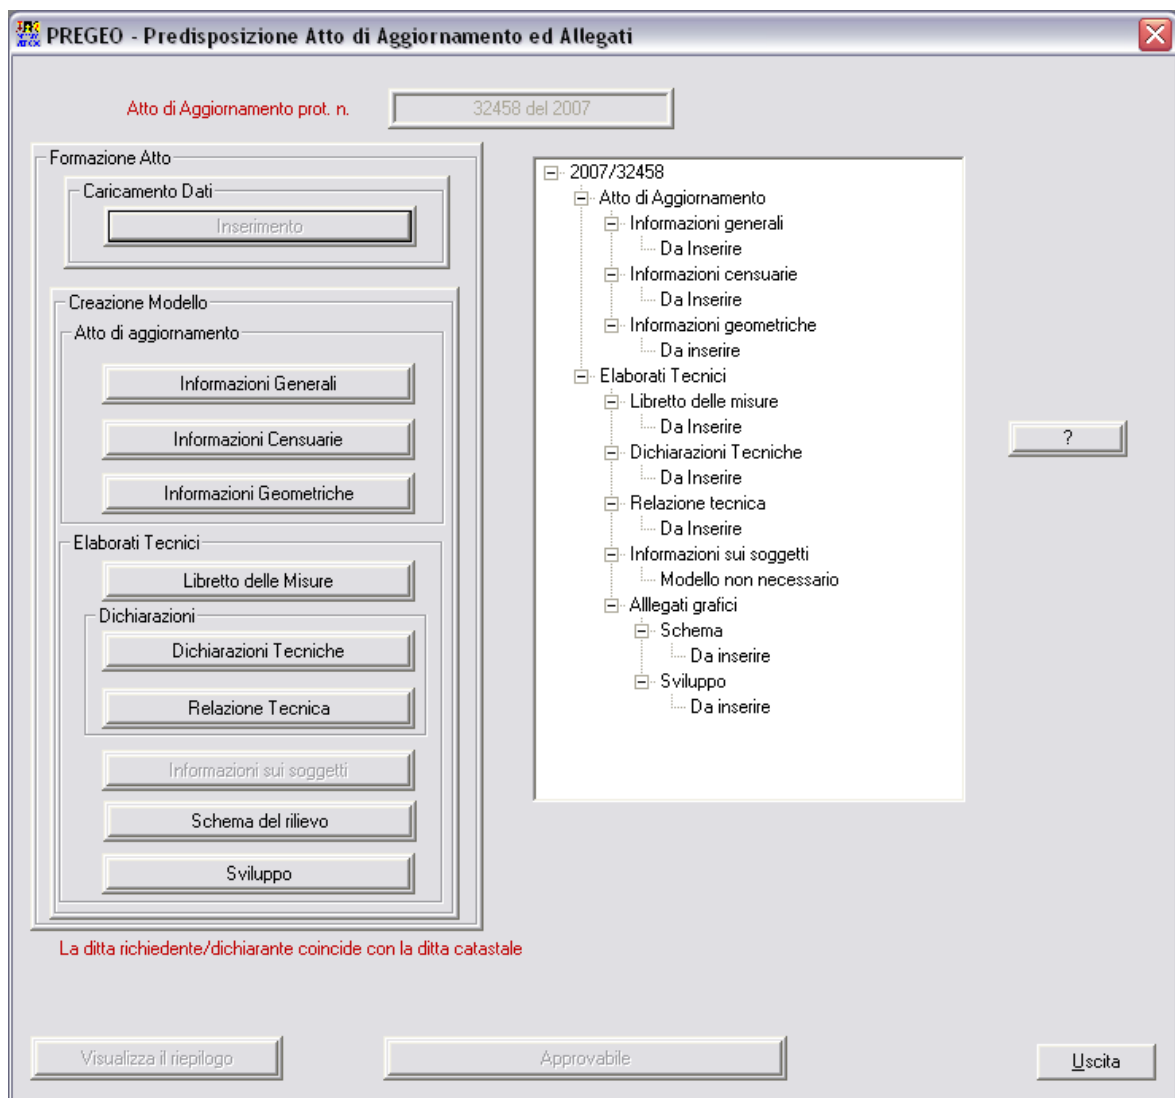 PREGEO - Predisposizione Atto di Aggiornamento ed Allegati
Atto di Aggiornamento prot. n.
32458 del 2007
Formazione Atto
Caricamento Dati
Inserimento
Creazione Modello
Atto di aggiornamento
Informazioni Generali
Informazioni Censuarie
Informazioni Geometriche
Elaborati Tecnici
Libretto delle Misure
Dichiarazioni
Dichiarazioni Tecniche
Relazione Tecnica
Informazioni sui soggetti
Schema del rilievo
Sviluppo
2007/32458
Atto di Aggiornamento
Informazioni generali
Da Inserire
Informazioni censuarie
Da Inserire
Informazioni geometriche
Da inserire
Elaborati Tecnici
Libretto delle misure
Da Inserire
Dichiarazioni Tecniche
Da Inserire
Relazione tecnica
Da Inserire
Informazioni sui soggetti
Modello non necessario
Alllegati grafici
Schema
Da inserire
Sviluppo
Da inserire
?
La ditta richiedente/dichiarante coincide con la ditta catastale
Visualizza il riepilogo
Approvabile
Uscita